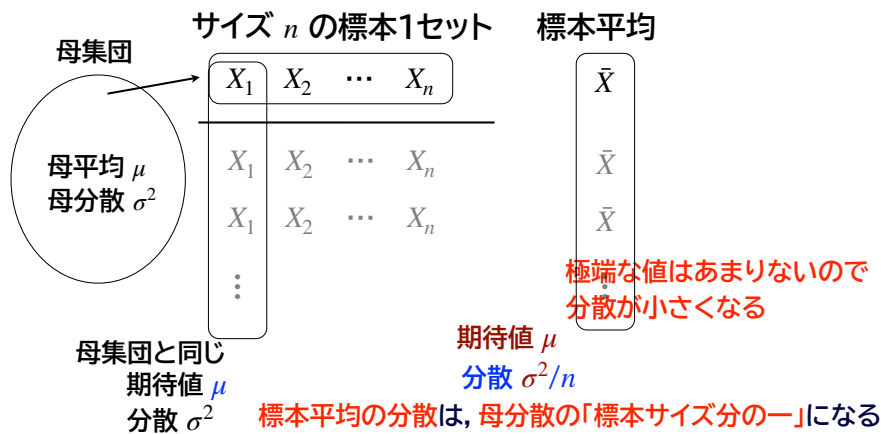 サイズ n の標本1セット
標本平均
母集団
X₁ X₂ ⋯ Xₙ
X̄
母平均 μ
母分散 σ²
X₁ X₂ ⋯ Xₙ
X̄
X₁ X₂ ⋯ Xₙ
X̄
⋮
⋮
極端な値はあまりないので
分散が小さくなる
母集団と同じ
期待値 μ
分散 σ²
期待値 μ
分散 σ²/n
標本平均の分散は, 母分散の「標本サイズ分の一」になる